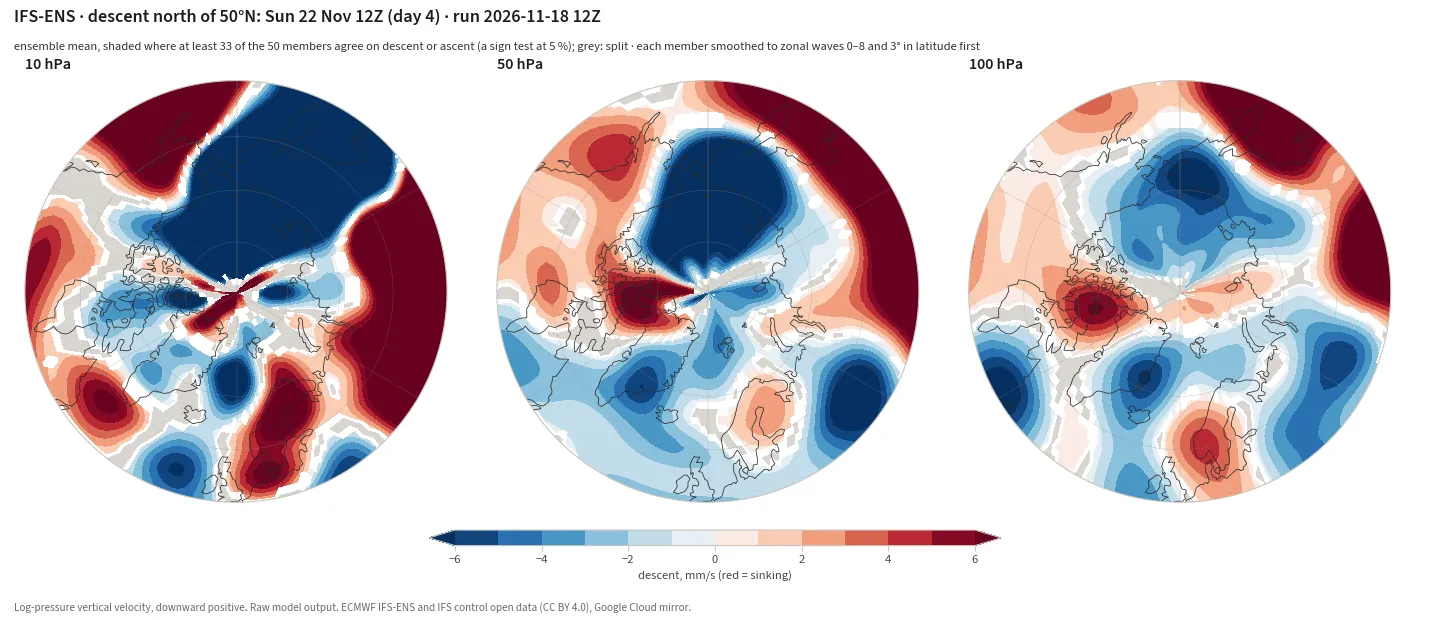 IFS-ENS · descent north of 50°N: Sun 22 Nov 12Z (day 4) · run 2026-11-18 12Z
ensemble mean, shaded where at least 33 of the 50 members agree on descent or ascent (a sign test at 5 %); grey: split · each member smoothed to zonal waves 0–8 and 3° in latitude first
10 hPa
50 hPa
100 hPa
−6 −4 −2 0 2 4 6
descent, mm/s (red = sinking)
Log-pressure vertical velocity, downward positive. Raw model output. ECMWF IFS-ENS and IFS control open data (CC BY 4.0), Google Cloud mirror.